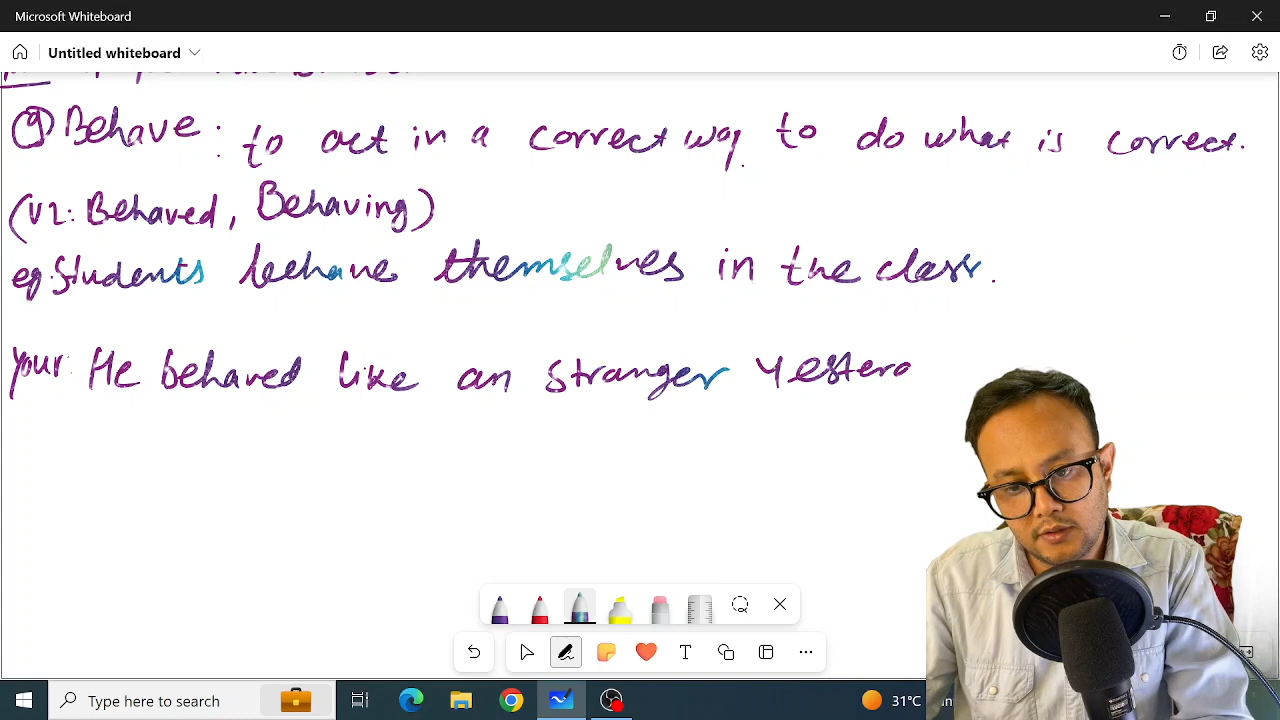 Microsoft Whiteboard
Untitled whiteboard
g) Behave: to act in a correct way. to do what is correct.
(V2: Behaved, Behaving)
eg. Students behave themselves in the class.
Your: He behaved like an stranger Yestero
Type here to search
31°C